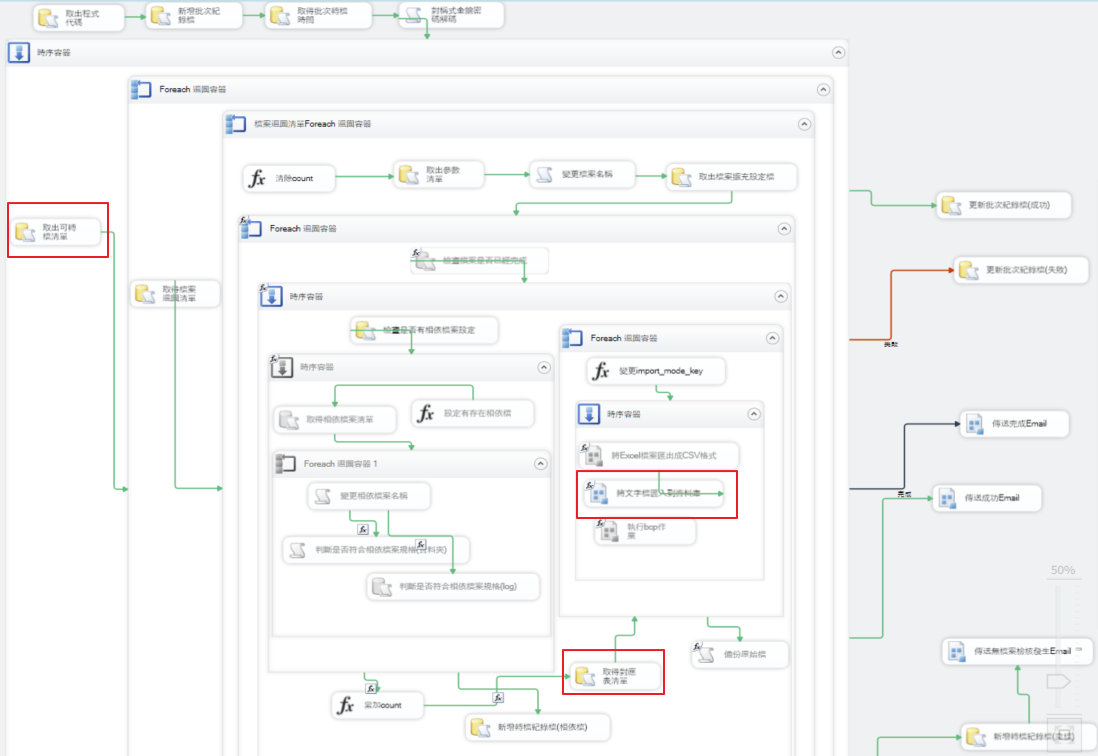 取出程式
代碼
新增批次紀
錄檔
取得批次轉檔
時間
對稱式金鑰密
碼解碼
時序容器
Foreach 迴圈容器
檔案迴圈清單Foreach 迴圈容器
清除count
取出參數
清單
變更檔案名稱
取出檔案擴充設定檔
更新批次紀錄檔(成功)
取出可轉
檔清單
Foreach 迴圈容器
檢查檔案是否已經完成
更新批次紀錄檔(失敗)
取得檔案
迴圈清單
時序容器
檢查是否有相依檔案設定
Foreach 迴圈容器
失敗
時序容器
變更import_mode_key
取得相依檔案清單
設定有存在相依檔
時序容器
傳送完成Email
Foreach 迴圈容器 1
將Excel檔案匯出成CSV格式
變更相依檔案名稱
將文字檔匯入到資料庫
完成
傳送成功Email
執行bcp作
業
判斷是否符合相依檔案規格(資料夾)
判斷是否符合相依檔案規格(log)
50%
傳送無檔案檢核發生Email
備份原始檔
取得對應
表清單
累加count
新增轉檔紀錄檔(相依檔)
新增轉檔紀錄檔(主檔)